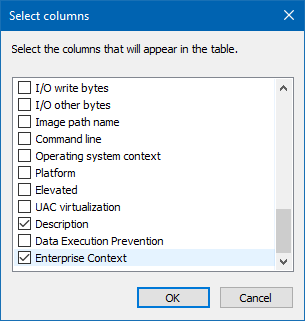 Select columns
Select the columns that will appear in the table.
I/O write bytes
I/O other bytes
Image path name
Command line
Operating system context
Platform
Elevated
UAC virtualization
Description
Data Execution Prevention
Enterprise Context
OK
Cancel